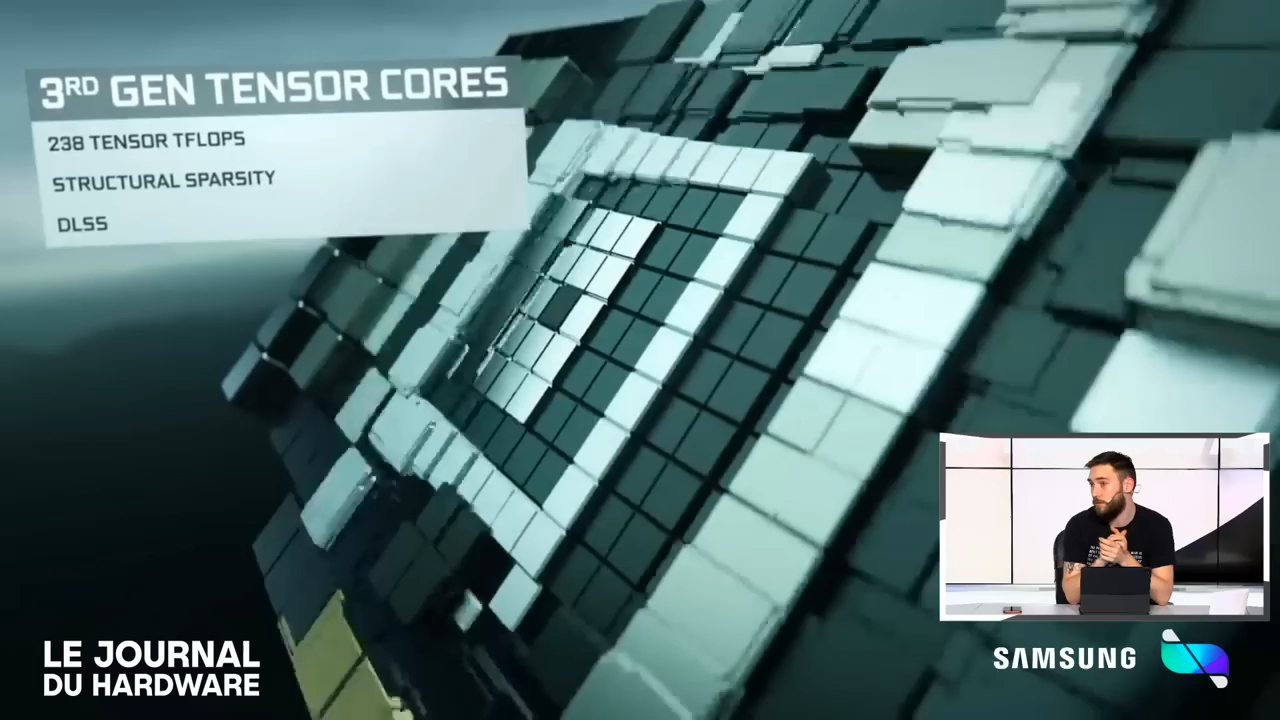 3RD GEN TENSOR CORES
238 TENSOR TFLOPS
STRUCTURAL SPARSITY
DLSS
LE JOURNAL
DU HARDWARE
SAMSUNG